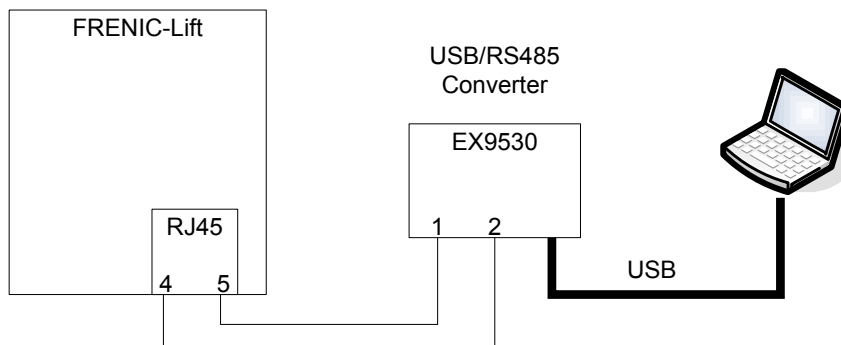 FRENIC-Lift
USB/RS485
Converter
EX9530
1 2
RJ45
4 5
USB